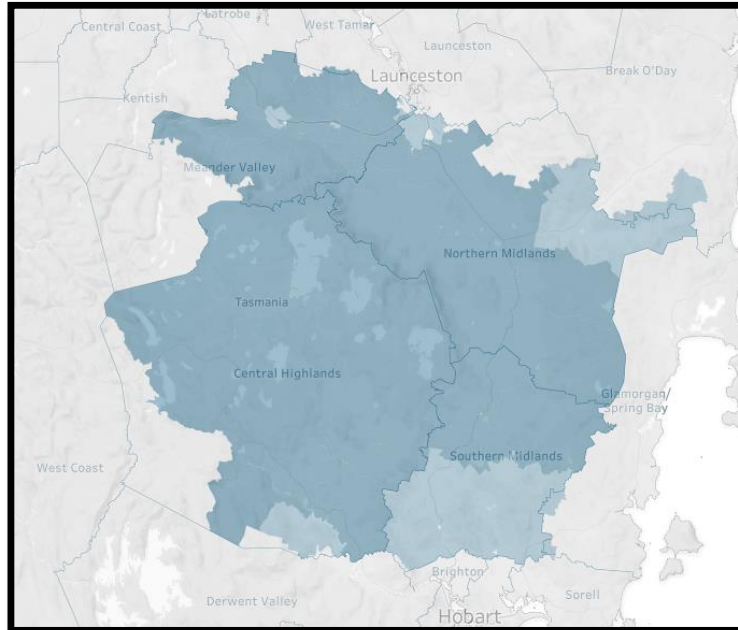 Latrobe
Central Coast
West Tamar
Launceston
Launceston
Break O'Day
Kentish
Meander Valley
Northern Midlands
Tasmania
Central Highlands
Glamorgan/
Spring Bay
Southern Midlands
West Coast
Brighton
Derwent Valley
Sorell
Hobart